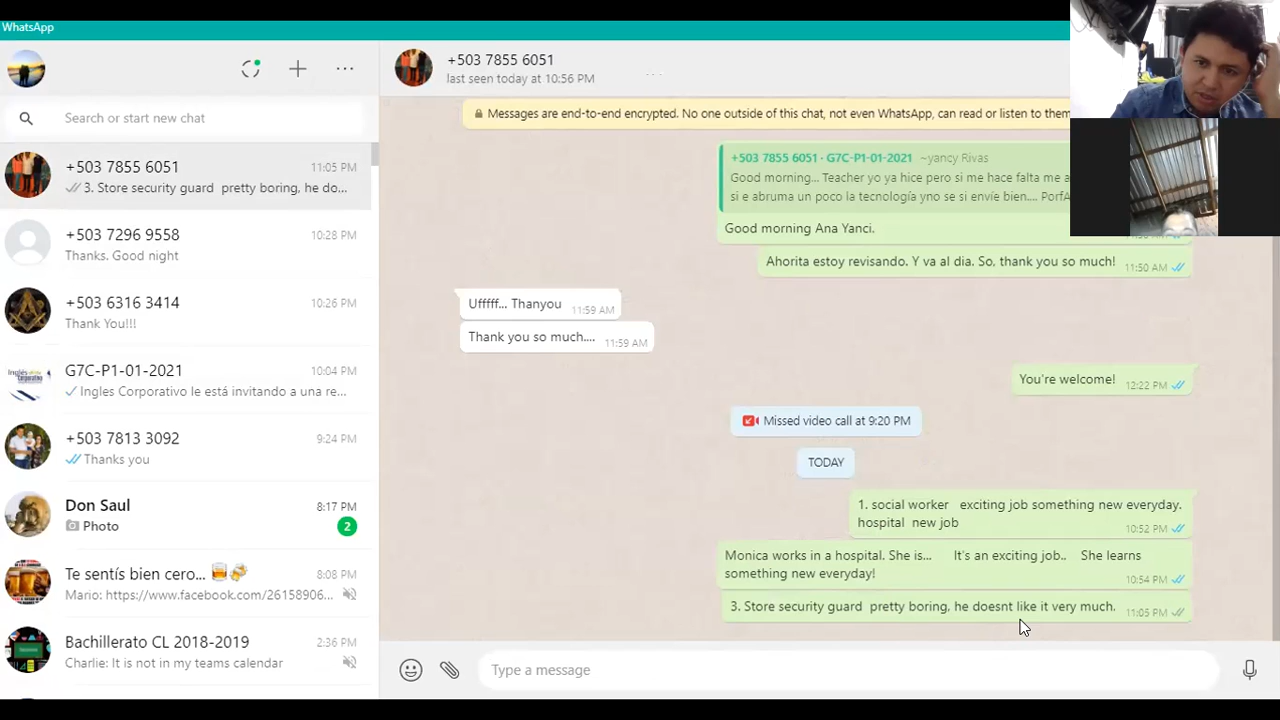 WhatsApp
Search or start new chat
+503 7855 6051
11:05 PM
3. Store security guard pretty boring, he do...
+503 7296 9558
10:28 PM
Thanks. Good night
+503 6316 3414
10:26 PM
Thank You!!!
G7C-P1-01-2021
10:04 PM
Ingles Corporativo le está invitando a una re...
+503 7813 3092
9:24 PM
Thanks you
Don Saul
8:17 PM
Photo
2
Te sentís bien cero...
8:08 PM
Mario: https://www.facebook.com/26158906...
Bachillerato CL 2018-2019
2:36 PM
Charlie: It is not in my teams calendar
+503 7855 6051
last seen today at 10:56 PM
Messages are end-to-end encrypted. No one outside of this chat, not even WhatsApp, can read or listen to them
+503 7855 6051 · G7C-P1-01-2021 ~yancy Rivas
Good morning... Teacher yo ya hice pero si me hace falta me a
si e abruma un poco la tecnología yno se si envíe bien.... PorfA
Good morning Ana Yanci.
Ahorita estoy revisando. Y va al dia. So, thank you so much!
11:50 AM
Ufffff... Thanyou
11:59 AM
Thank you so much....
11:59 AM
You're welcome!
12:22 PM
Missed video call at 9:20 PM
TODAY
1. social worker exciting job something new everyday.
hospital new job
10:52 PM
Monica works in a hospital. She is... It's an exciting job.. She learns
something new everyday!
10:54 PM
3. Store security guard pretty boring, he doesnt like it very much.
11:05 PM
Type a message